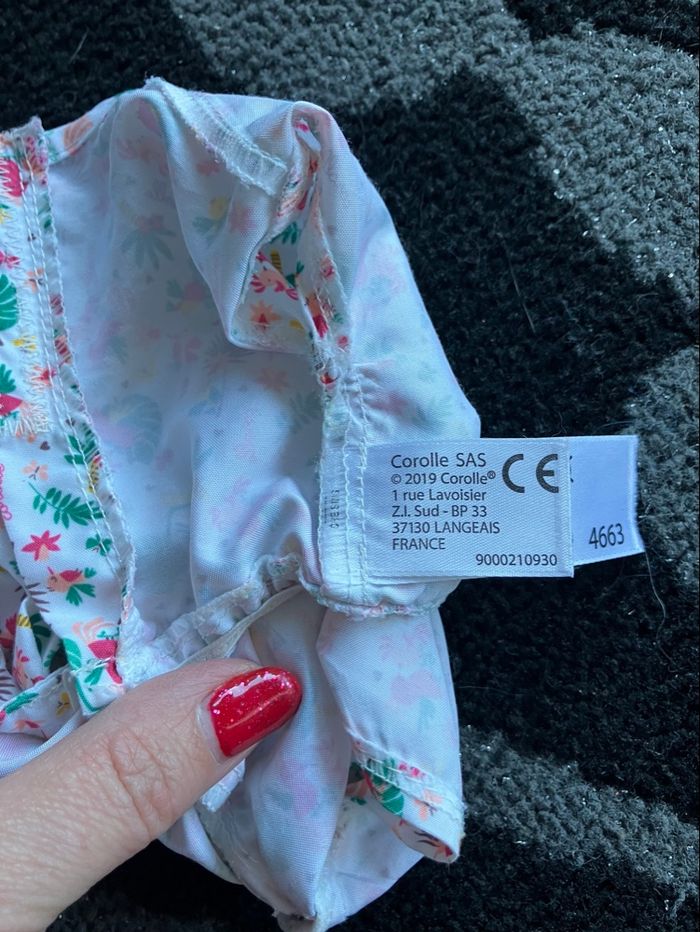 Corolle SAS
© 2019 Corolle®
1 rue Lavoisier
Z.I. Sud - BP 33
37130 LANGEAIS
FRANCE
9000210930
CE
4663